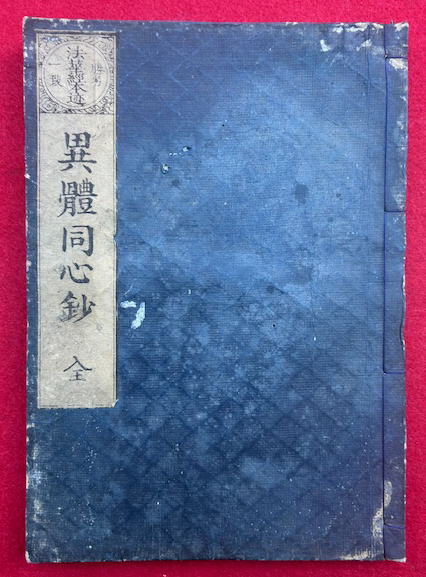 法華經本迹
一致
異體同心鈔
全